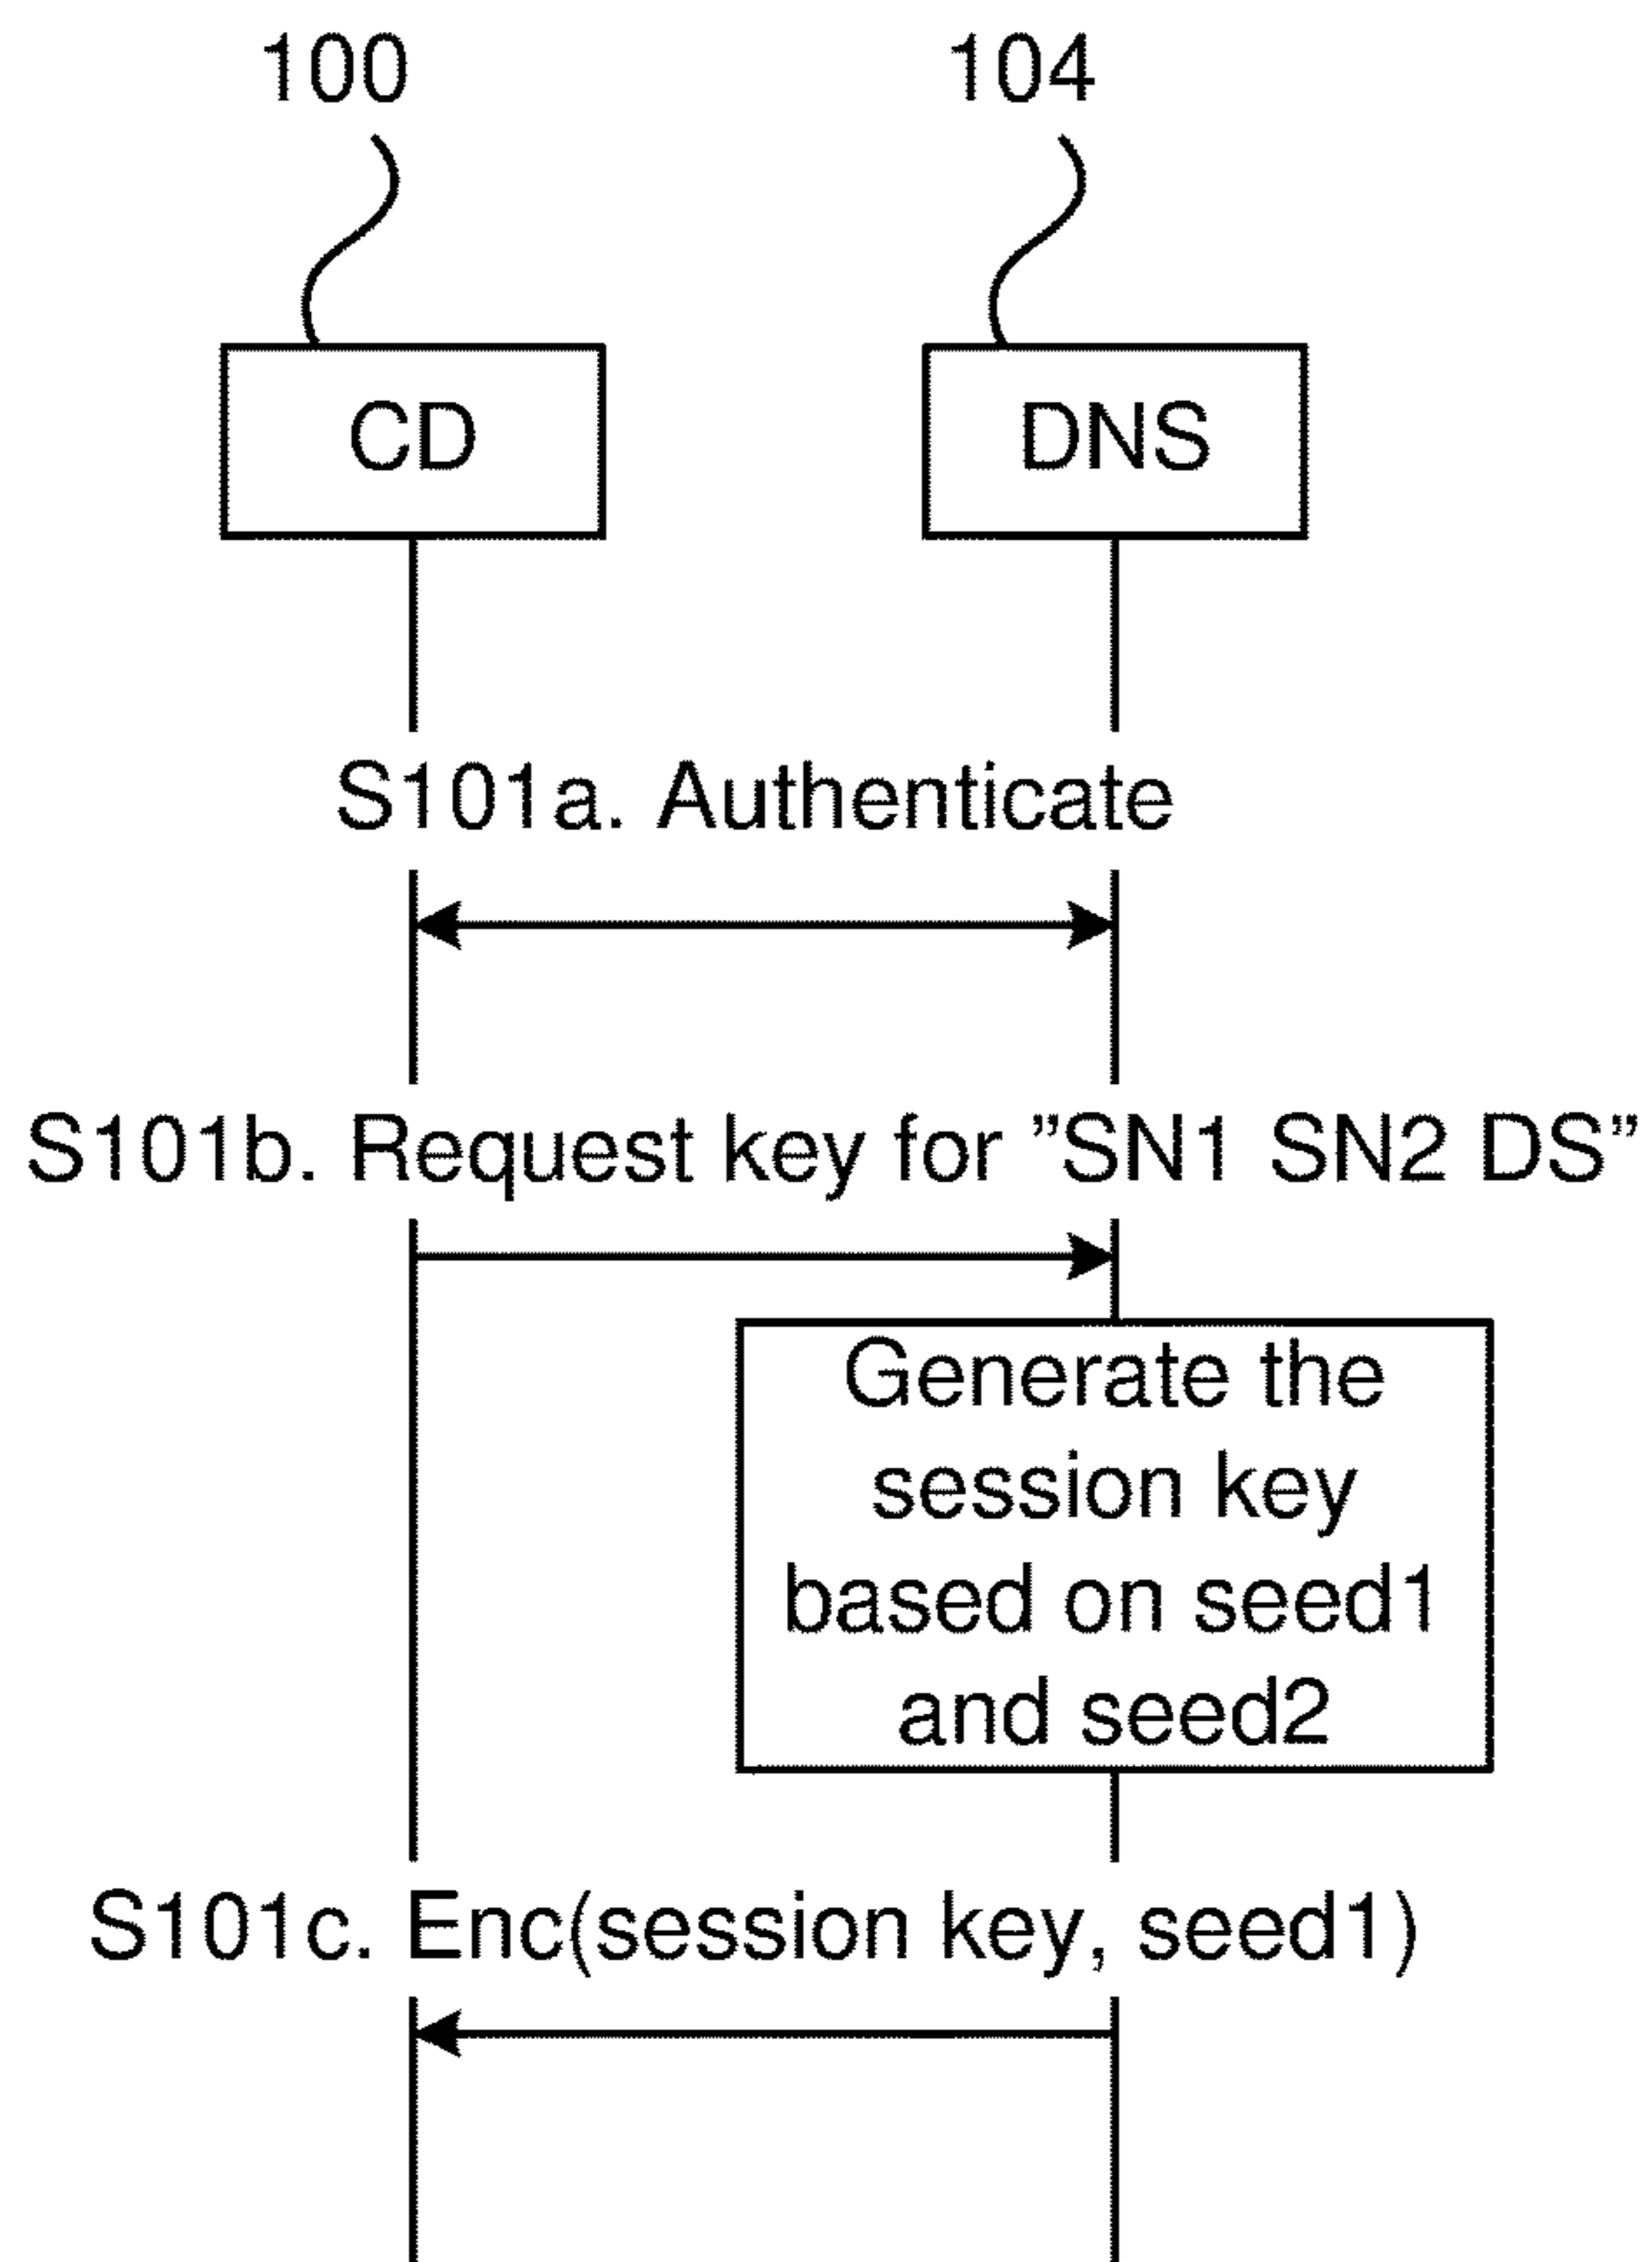 100
104
CD
DNS
S101a. Authenticate
S101b. Request key for ”SN1 SN2 DS”
Generate the
session key
based on seed1
and seed2
S101c. Enc(session key, seed1)